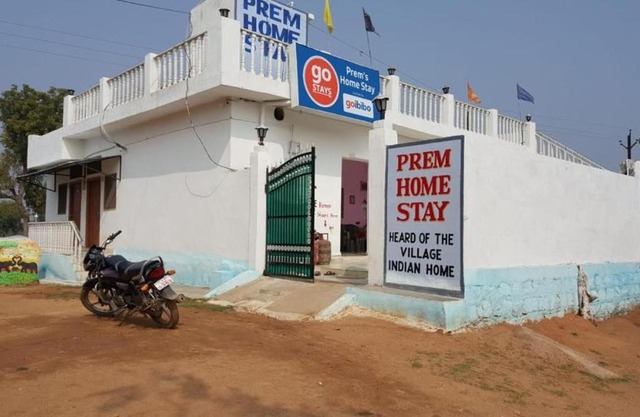 PREM
HOME
STAY
go
STAYS
Prem's
Home Stay
goibibo
PREM
HOME
STAY
HEARD OF THE
VILLAGE
INDIAN HOME